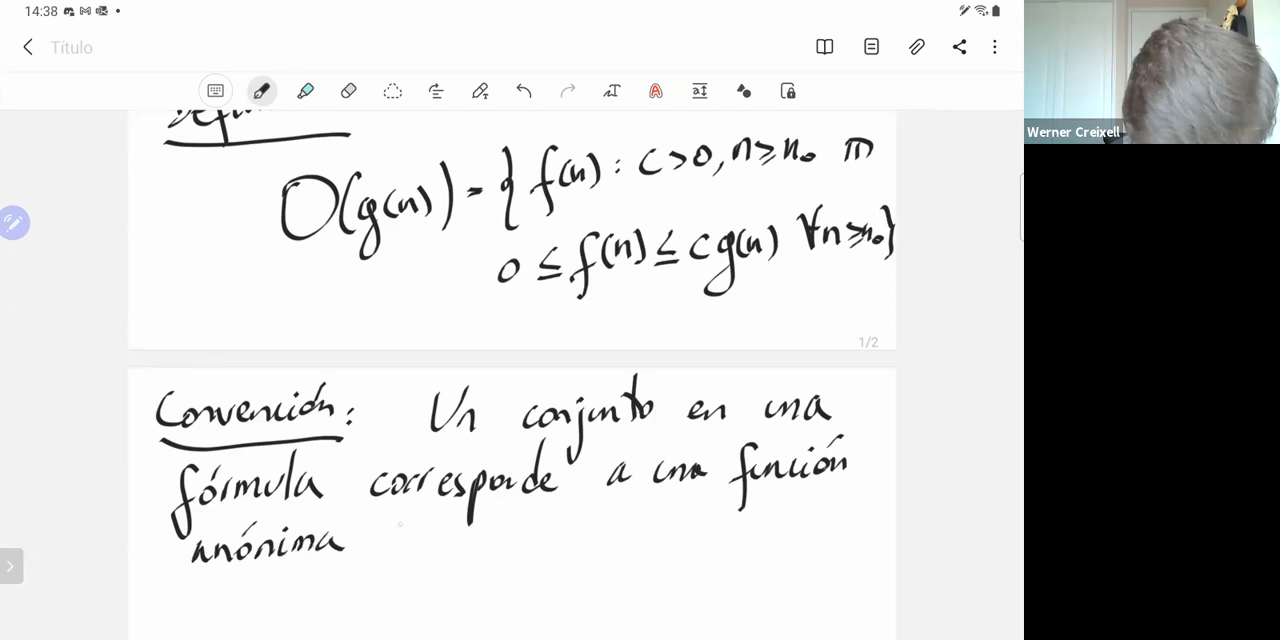 14:38
Título
O(g(n)) = { f(n) : c > 0, n ≥ n₀ m
0 ≤ f(n) ≤ c g(n) ∀n ≥ n₀}
1/2
Convención: Un conjunto en una
fórmula corresponde a una función
anónima
Werner Creixell